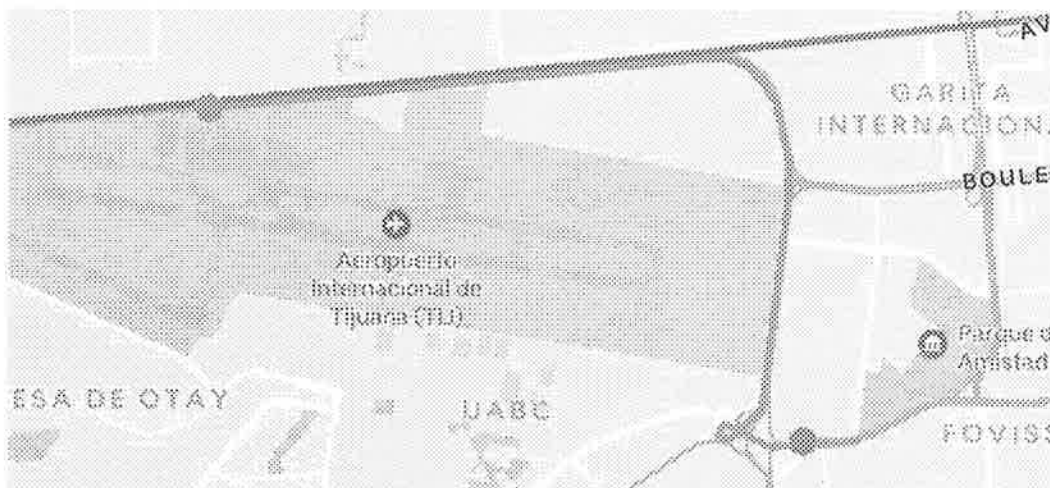 AV
GARITA
INTERNACIONA
BOULE
Aeropuerto
Internacional de
Tijuana (TIJ)
Parque d
Amistad
ESA DE OTAY
UABC
FOVISS